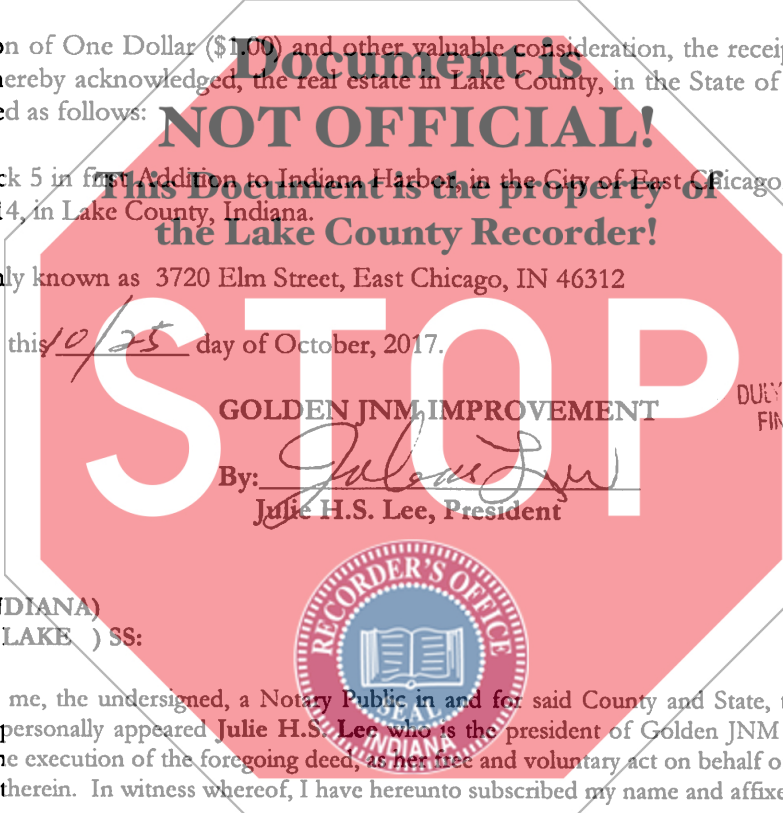 on of One Dollar ($1.00) and other valuable consideration, the receip
hereby acknowledged, the real estate in Lake County, in the State of
ed as follows:
Document is
NOT OFFICIAL!
This Document is the property of
the Lake County Recorder!
ck 5 in first Addition to Indiana Harbor, in the City of East Chicago
14, in Lake County, Indiana.
ly known as 3720 Elm Street, East Chicago, IN 46312
this 10/25 day of October, 2017.
STOP
GOLDEN JNM IMPROVEMENT
DULY
FIN
By:
Julie H.S. Lee, President
RECORDER'S OFFICE
SEAL
INDIANA
NDIANA)
LAKE ) SS:
me, the undersigned, a Notary Public in and for said County and State, t
personally appeared Julie H.S. Lee who is the president of Golden JNM
ne execution of the foregoing deed, as her free and voluntary act on behalf o
therein. In witness whereof, I have hereunto subscribed my name and affixe